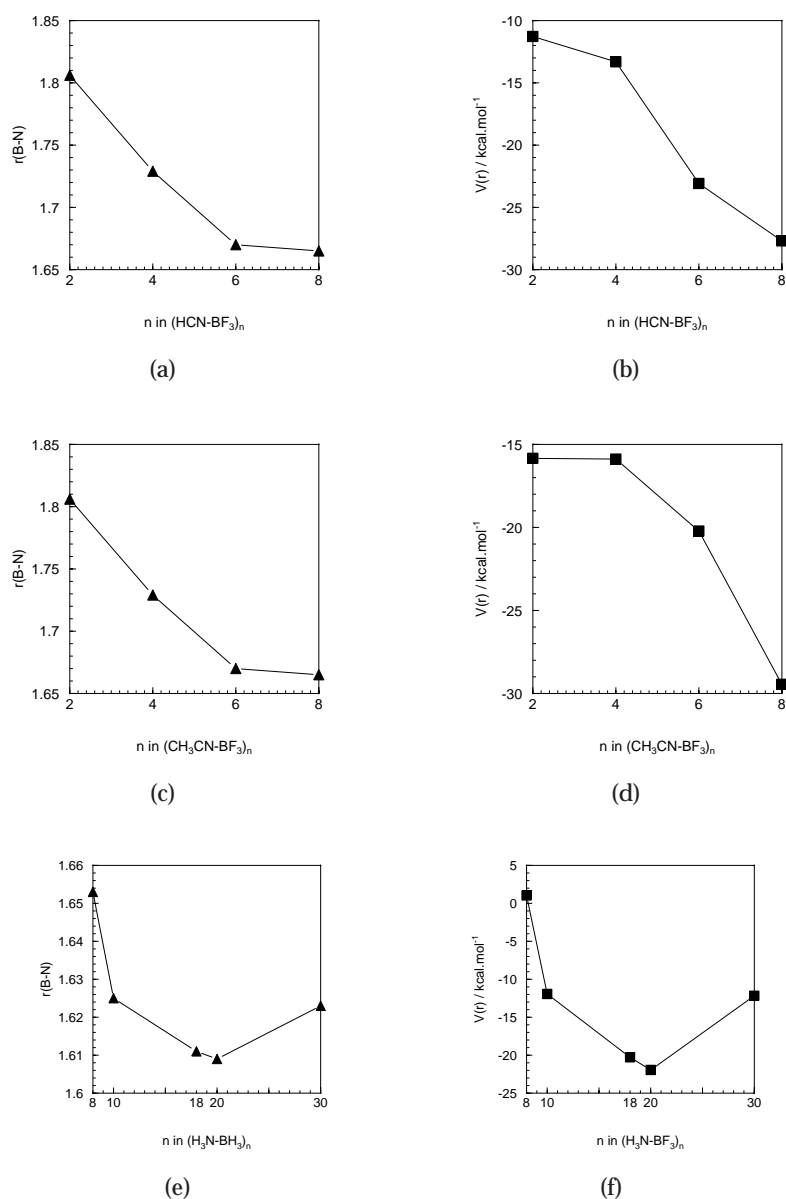 1.85
1.8
1.75
1.7
1.65
r(B-N)
2 4 6 8
n in (HCN-BF₃)ₙ
(a)
-10
-15
-20
-25
-30
V(r) / kcal.mol⁻¹
2 4 6 8
n in (HCN-BF₃)ₙ
(b)
1.85
1.8
1.75
1.7
1.65
r(B-N)
2 4 6 8
n in (CH₃CN-BF₃)ₙ
(c)
-15
-20
-25
-30
V(r) / kcal.mol⁻¹
2 4 6 8
n in (CH₃CN-BF₃)ₙ
(d)
1.66
1.65
1.64
1.63
1.62
1.61
1.6
r(B-N)
8 10 18 20 30
n in (H₃N-BH₃)ₙ
(e)
5
0
-5
-10
-15
-20
-25
V(r) / kcal.mol⁻¹
8 10 18 20 30
n in (H₃N-BF₃)ₙ
(f)